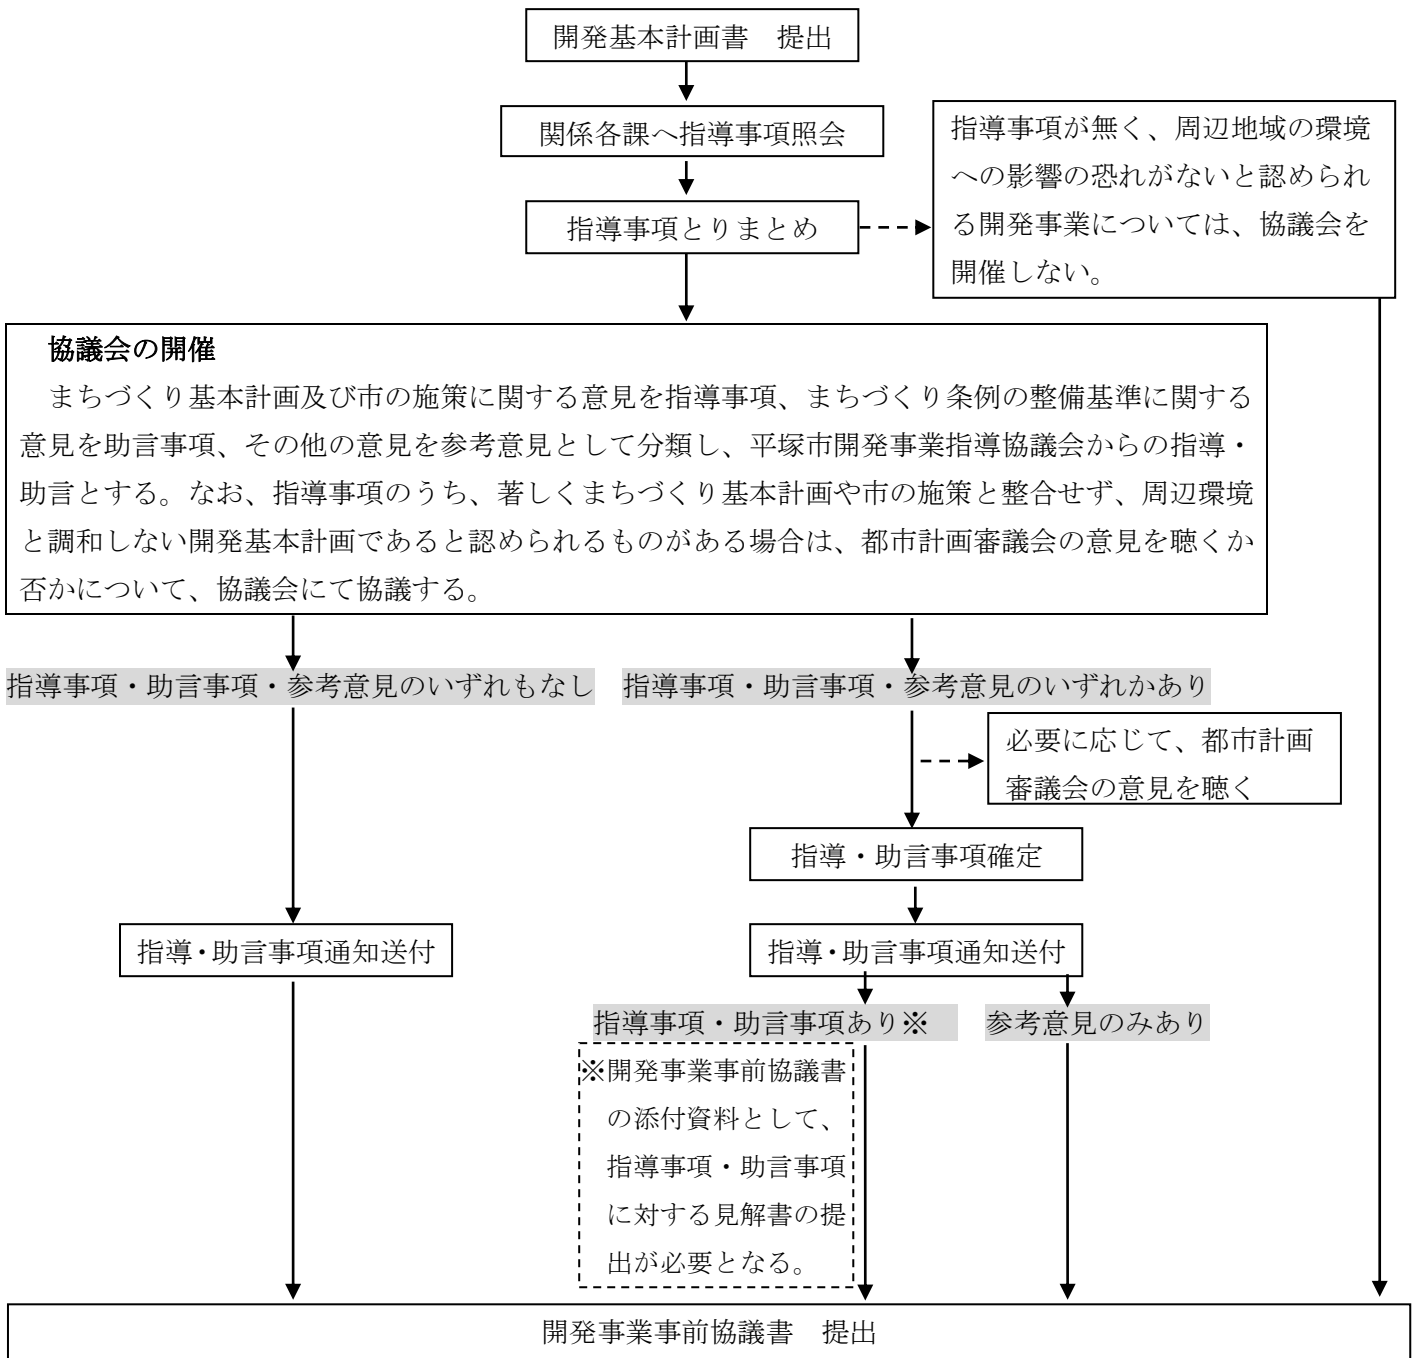 開発基本計画書　提出
関係各課へ指導事項照会
指導事項とりまとめ
指導事項が無く、周辺地域の環境
への影響の恐れがないと認められ
る開発事業については、協議会を
開催しない。
協議会の開催
まちづくり基本計画及び市の施策に関する意見を指導事項、まちづくり条例の整備基準に関する
意見を助言事項、その他の意見を参考意見として分類し、平塚市開発事業指導協議会からの指導・
助言とする。なお、指導事項のうち、著しくまちづくり基本計画や市の施策と整合せず、周辺環境
と調和しない開発基本計画であると認められるものがある場合は、都市計画審議会の意見を聴くか
否かについて、協議会にて協議する。
指導事項・助言事項・参考意見のいずれもなし
指導事項・助言事項・参考意見のいずれかあり
必要に応じて、都市計画
審議会の意見を聴く
指導・助言事項確定
指導・助言事項通知送付
指導・助言事項通知送付
指導事項・助言事項あり※
参考意見のみあり
※開発事業事前協議書
の添付資料として、
指導事項・助言事項
に対する見解書の提
出が必要となる。
開発事業事前協議書　提出